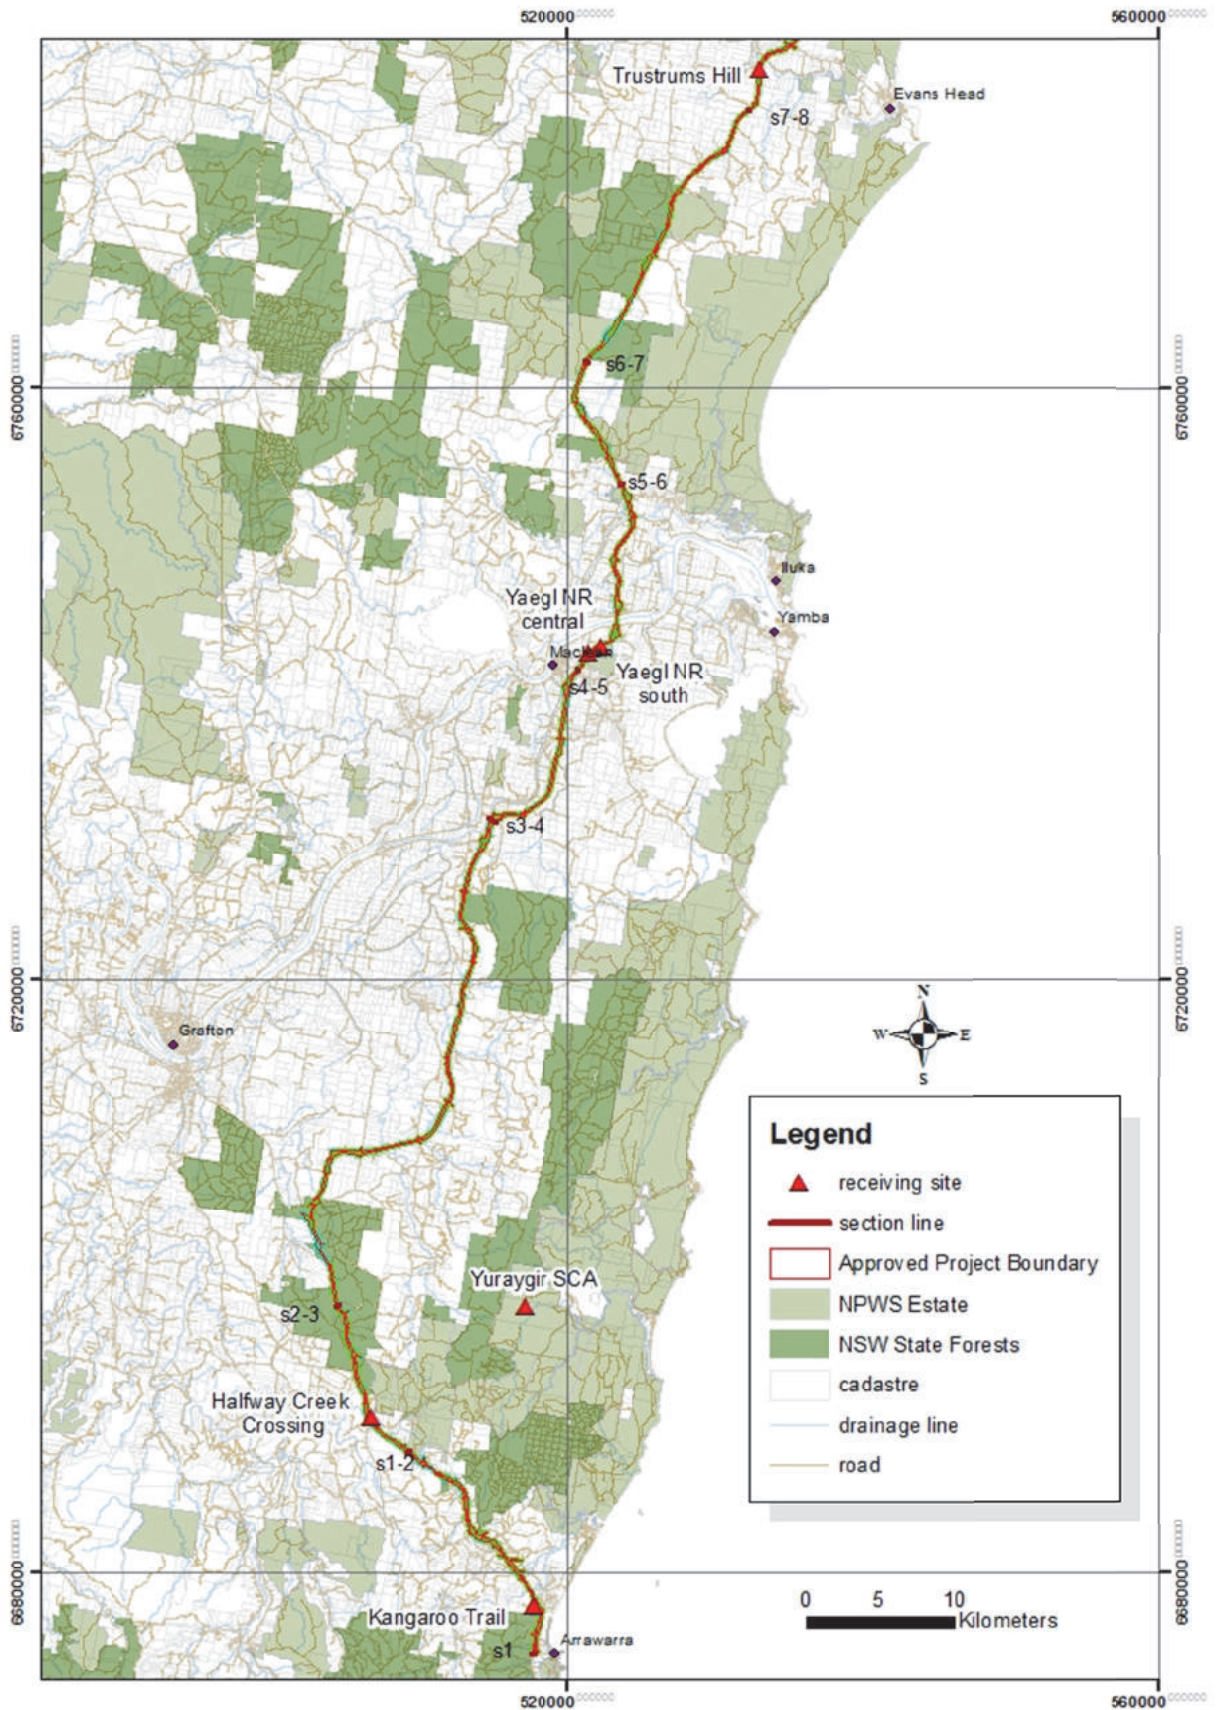 520000
560000
Trustrums Hill
Evans Head
s7-8
s6-7
6760000
6760000
s5-6
Iluka
Yaegl NR
central
Yamba
Yaegl NR
south
s4-5
s3-4
6720000
6720000
N
W
E
S
Grafton
Legend
receiving site
section line
Approved Project Boundary
NPWS Estate
NSW State Forests
cadastre
drainage line
road
Yuraygir SCA
s2-3
Halfway Creek
Crossing
s1-2
6680000
6680000
0 5 10
Kilometers
Kangaroo Trail
s1
Arrawarra
520000
560000